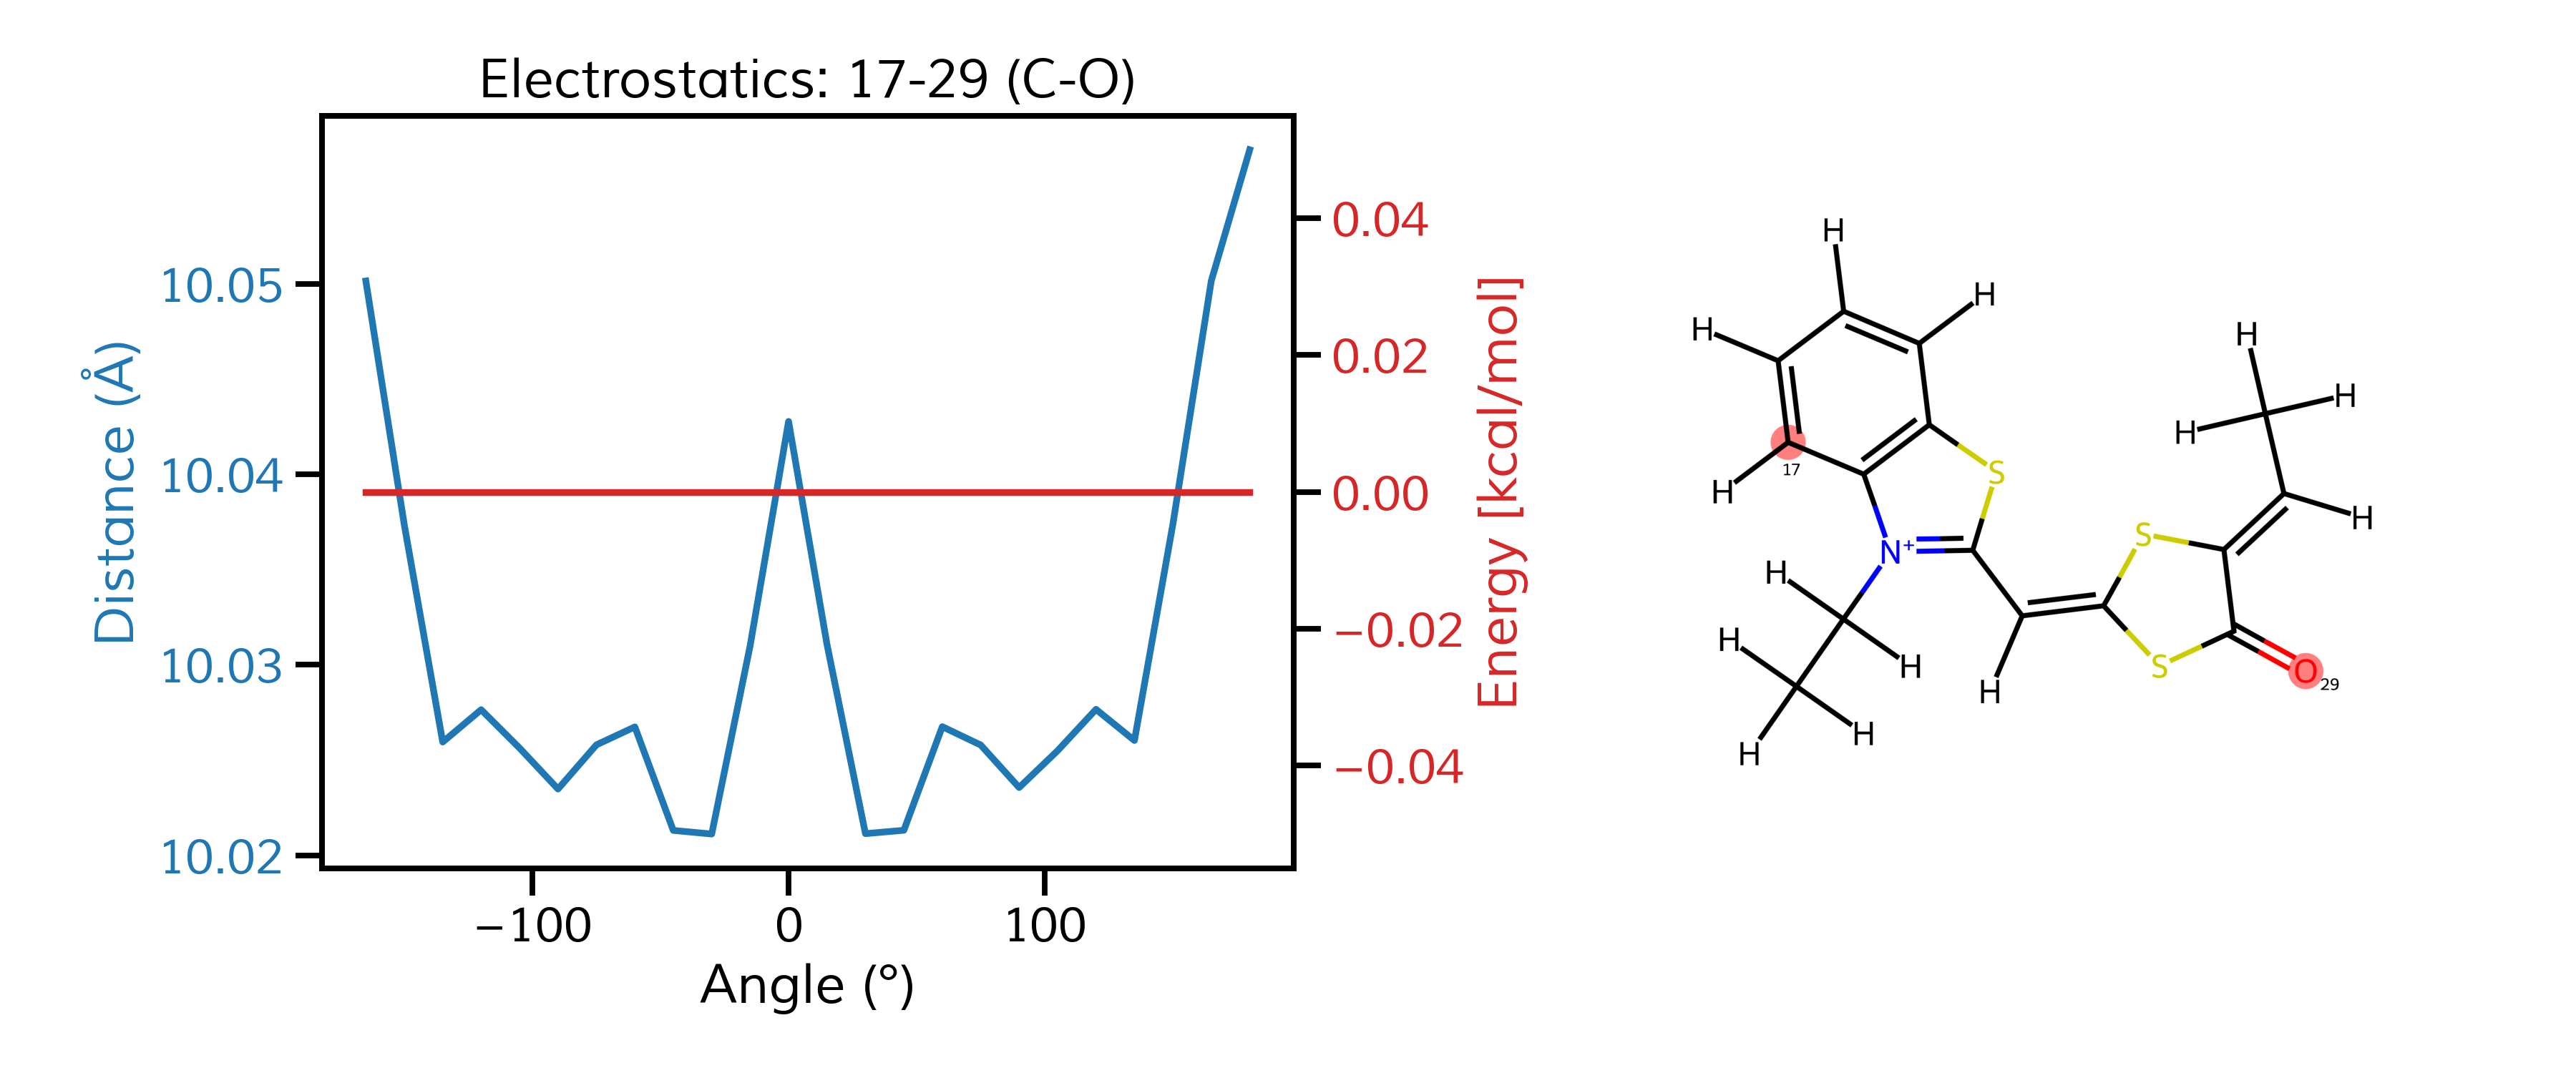 Electrostatics: 17-29 (C-O)
Distance (Å)
10.05
10.04
10.03
10.02
0.04
0.02
0.00
−0.02
−0.04
Energy [kcal/mol]
−100 0 100
Angle (°)
H
H
H
H
H
H
H
17
H
S
H
S
N+
H
H
H
S
O 29
H
H
H